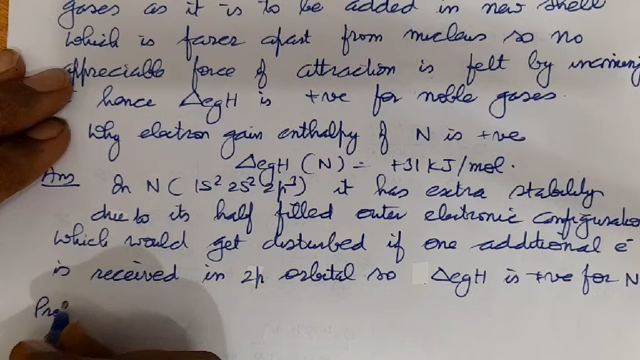 gases as it is to be added in new shell
which is farer apart from nucleus so no
appreciable force of attraction is felt by incoming
hence ΔegH is +ve for noble gases.
Why electron gain enthalpy of N is +ve
ΔegH (N) = +31 KJ/mol.
Ans In N ( 1s² 2s² 2p³) it has extra stability
due to its half filled outer electronic configuration
which would get disturbed if one additional e⁻
is received in 2p orbital so ΔegH is +ve for N